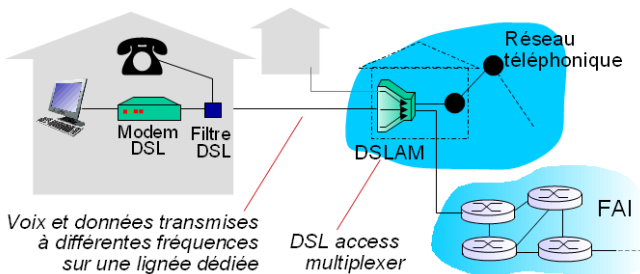 Réseau
téléphonique
Modem
DSL
Filtre
DSL
DSLAM
FAI
Voix et données transmises
à différentes fréquences
sur une lignée dédiée
DSL access
multiplexer